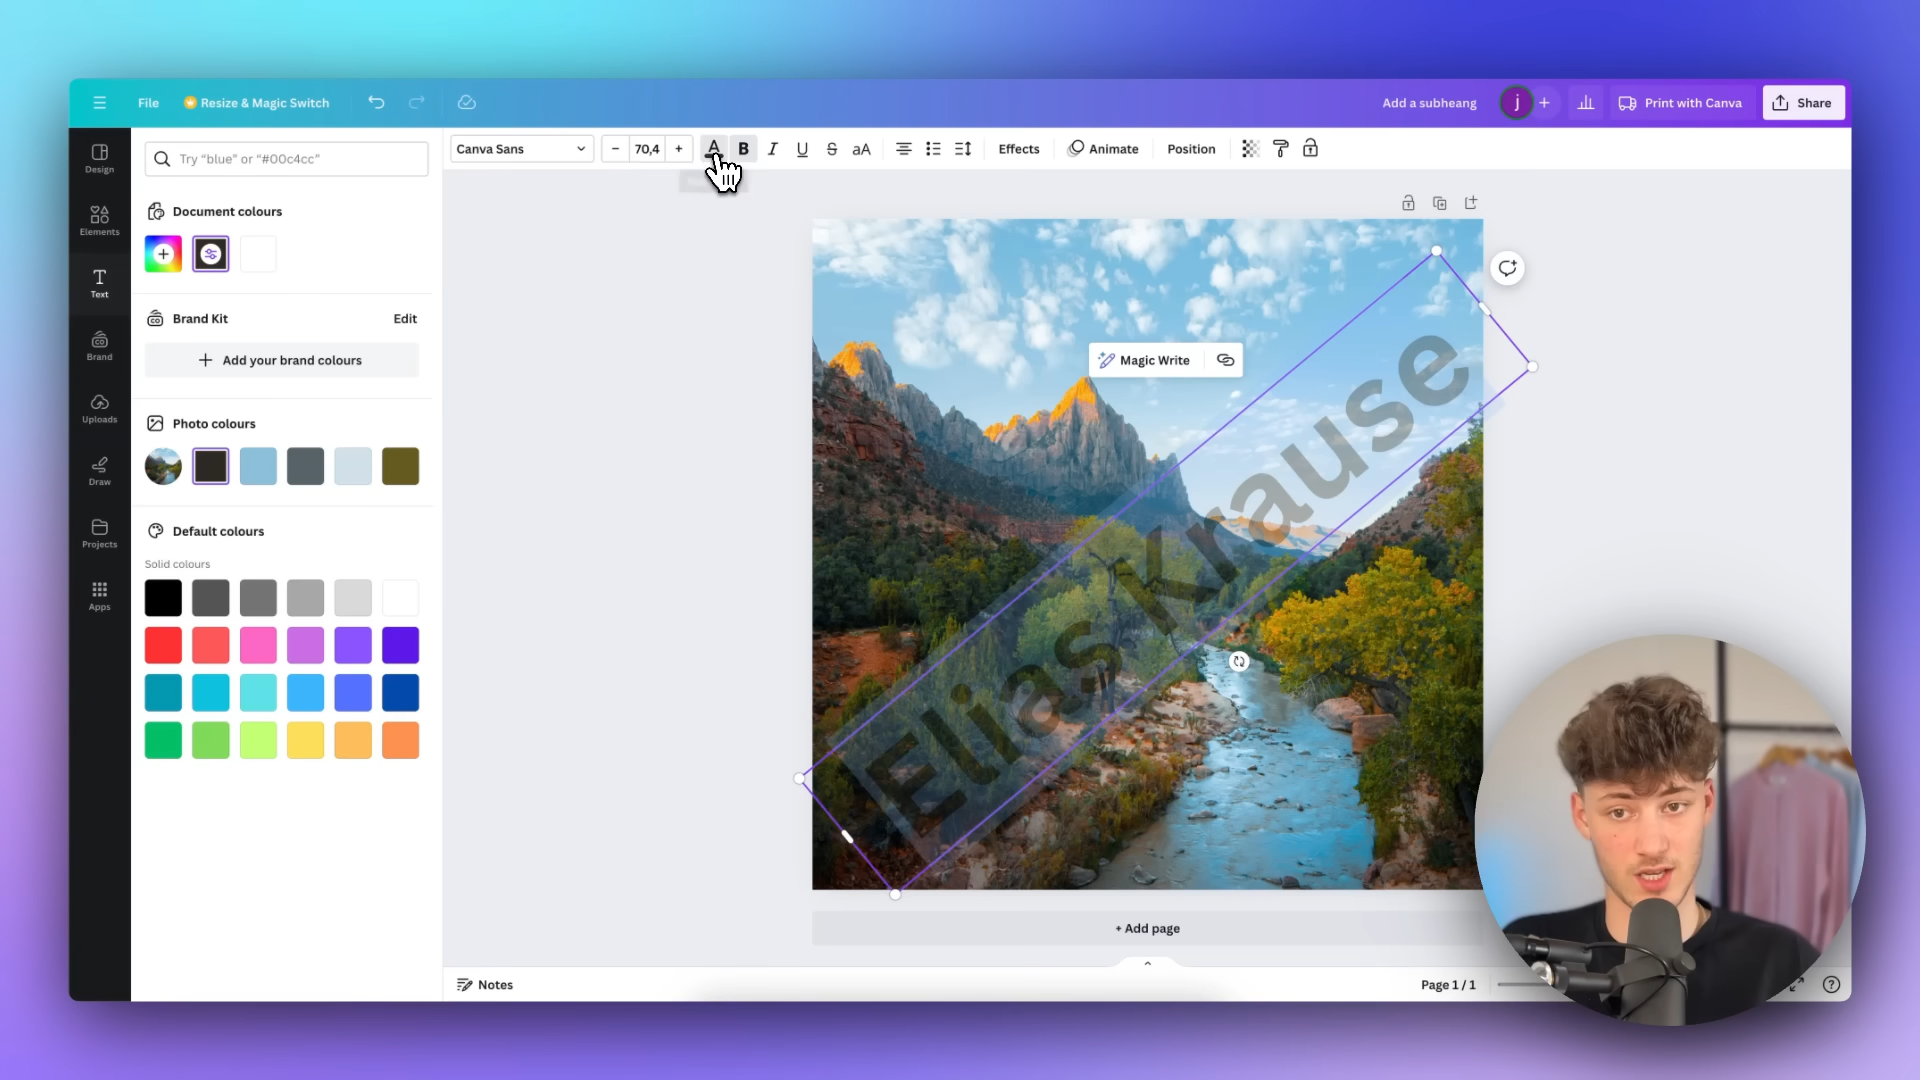 File
Resize & Magic Switch
Add a subheang
j
Print with Canva
Share
Design
Elements
Text
Brand
Uploads
Draw
Projects
Apps
Try “blue” or “#00c4cc”
Document colours
Brand Kit
Edit
Add your brand colours
Photo colours
Default colours
Solid colours
Canva Sans
70,4
A
B
I
U
S
aA
Effects
Animate
Position
Magic Write
Elias Krause
+ Add page
Notes
Page 1 / 1